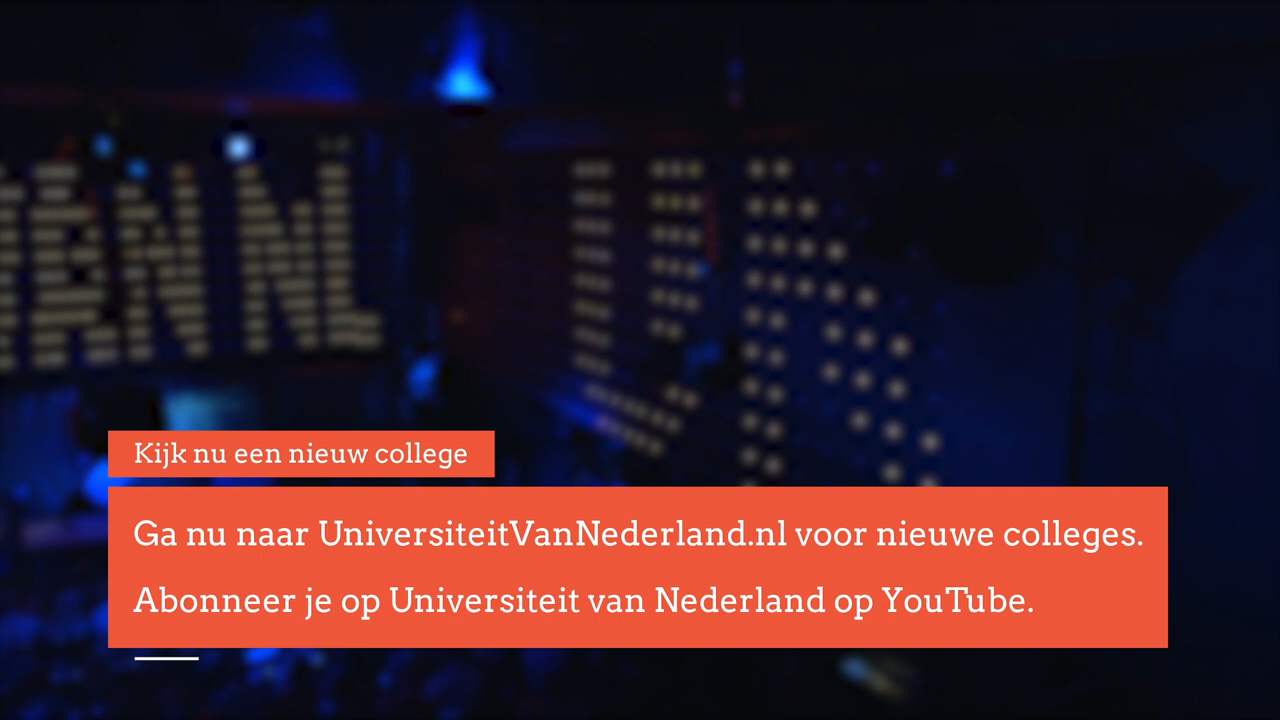 NL
Kijk nu een nieuw college
Ga nu naar UniversiteitVanNederland.nl voor nieuwe colleges.
Abonneer je op Universiteit van Nederland op YouTube.